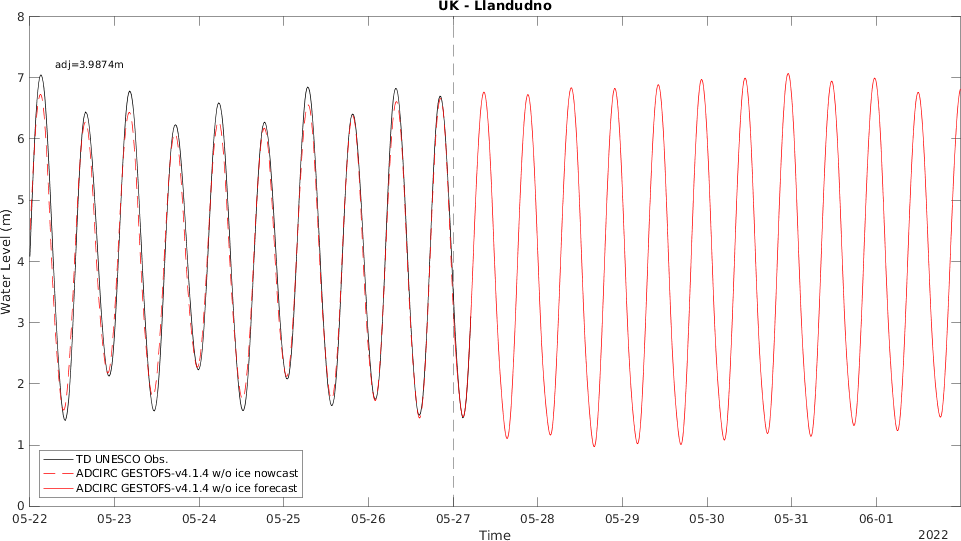 UK - Llandudno
adj=3.9874m
8
7
6
5
4
3
2
1
0
Water Level (m)
TD UNESCO Obs.
ADCIRC GESTOFS-v4.1.4 w/o ice nowcast
ADCIRC GESTOFS-v4.1.4 w/o ice forecast
05-22 05-23 05-24 05-25 05-26 05-27 05-28 05-29 05-30 05-31 06-01
Time
2022